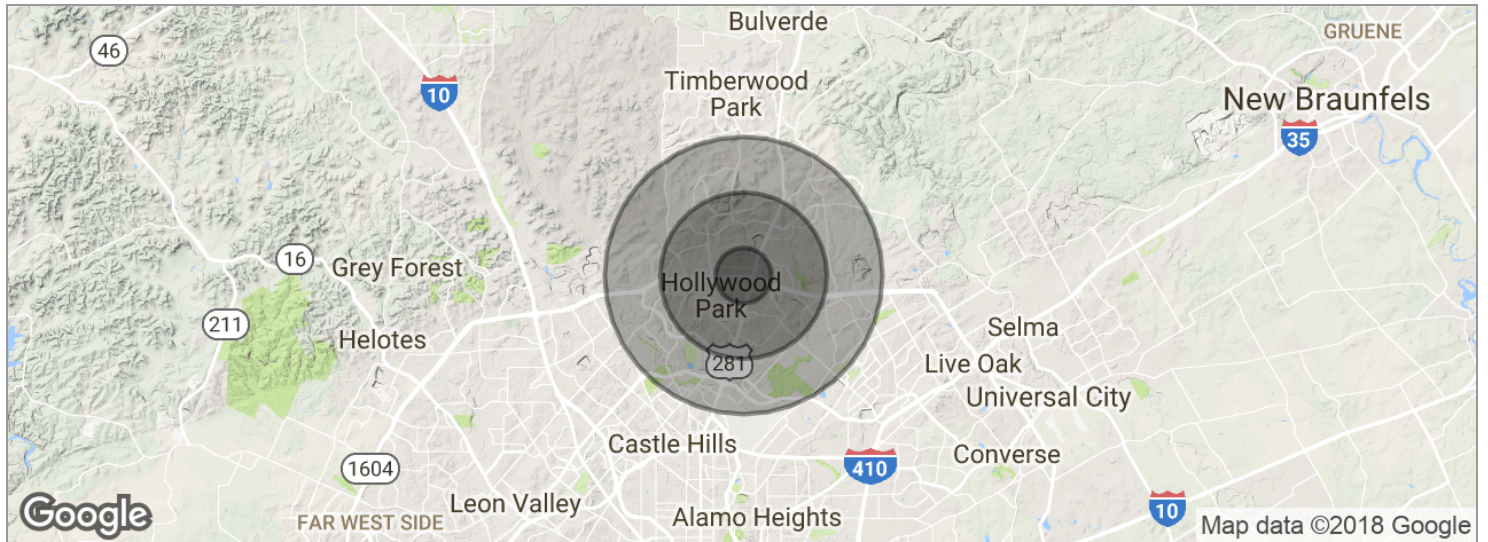 Bulverde
GRUENE
46
Timberwood
Park
10
New Braunfels
35
16
Grey Forest
Hollywood
Park
211
Helotes
Selma
281
Live Oak
Universal City
Castle Hills
1604
410
Converse
Leon Valley
10
Google
FAR WEST SIDE
Alamo Heights
Map data ©2018 Google